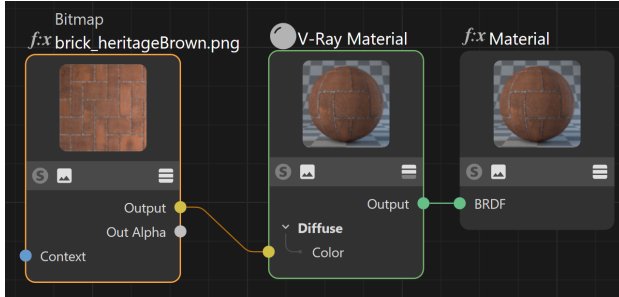 Bitmap
f:x brick_heritageBrown.png
V-Ray Material
f:x Material
S
S
S
Output
Out Alpha
Context
Output
Diffuse
Color
BRDF